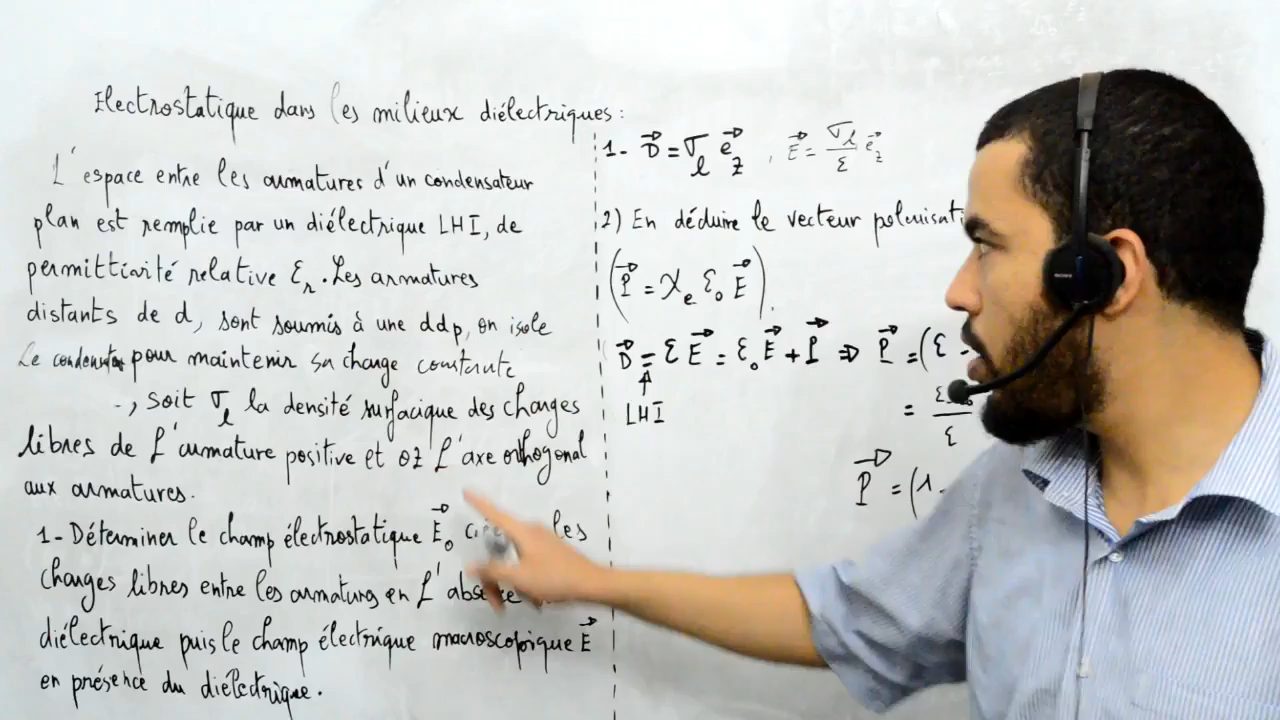 Electrostatique dans les milieux diélectriques :
L'espace entre les armatures d'un condensateur
plan est remplie par un diélectrique LHI, de
permittivité relative εr. Les armatures
distants de d, sont soumis à une ddp, on isole
le condensateur pour maintenir sa charge constante
, soit σl la densité surfacique des charges
libres de L'armature positive et oz L'axe orthogonal
aux armatures.
1- Déterminer le champ électrostatique E⃗₀ les
charges libres entre les armatures en L'
diélectrique puis le champ électrique macroscopique E⃗
en présence du diélectrique.
1- D⃗ = σl e⃗z , E⃗ = σl/ε e⃗z
2) En déduire le vecteur
(P⃗ = χe ε₀ E⃗).
D⃗ = ε E⃗ = ε₀ E⃗ + P⃗ ⇒ P⃗ = (ε -
↑
LHI
=
ε
P⃗ = (1 -
SONY